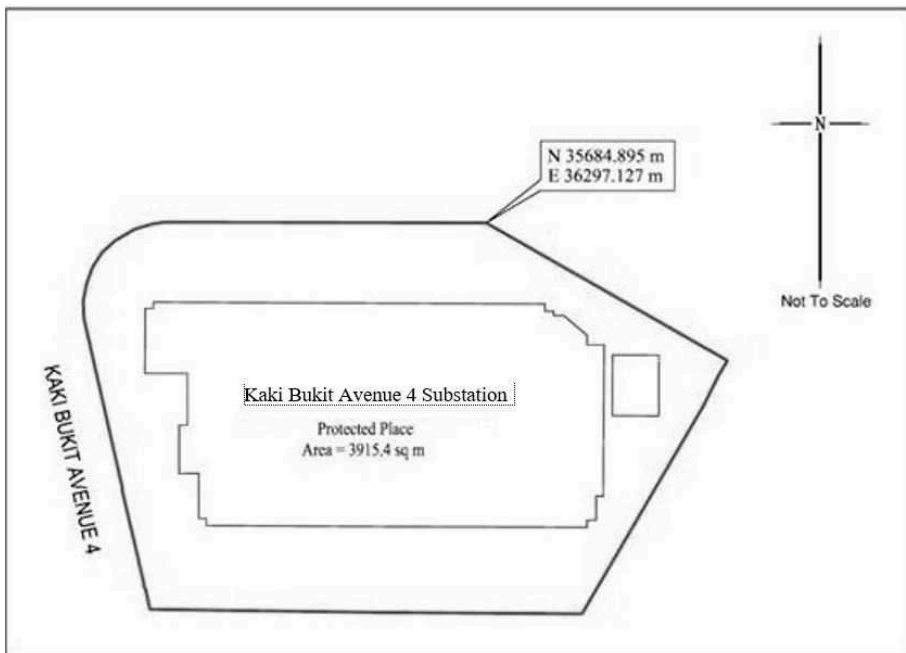 N 35684.895 m
E 36297.127 m
N
Not To Scale
KAKI BUKIT AVENUE 4
Kaki Bukit Avenue 4 Substation
Protected Place
Area = 3915.4 sq m